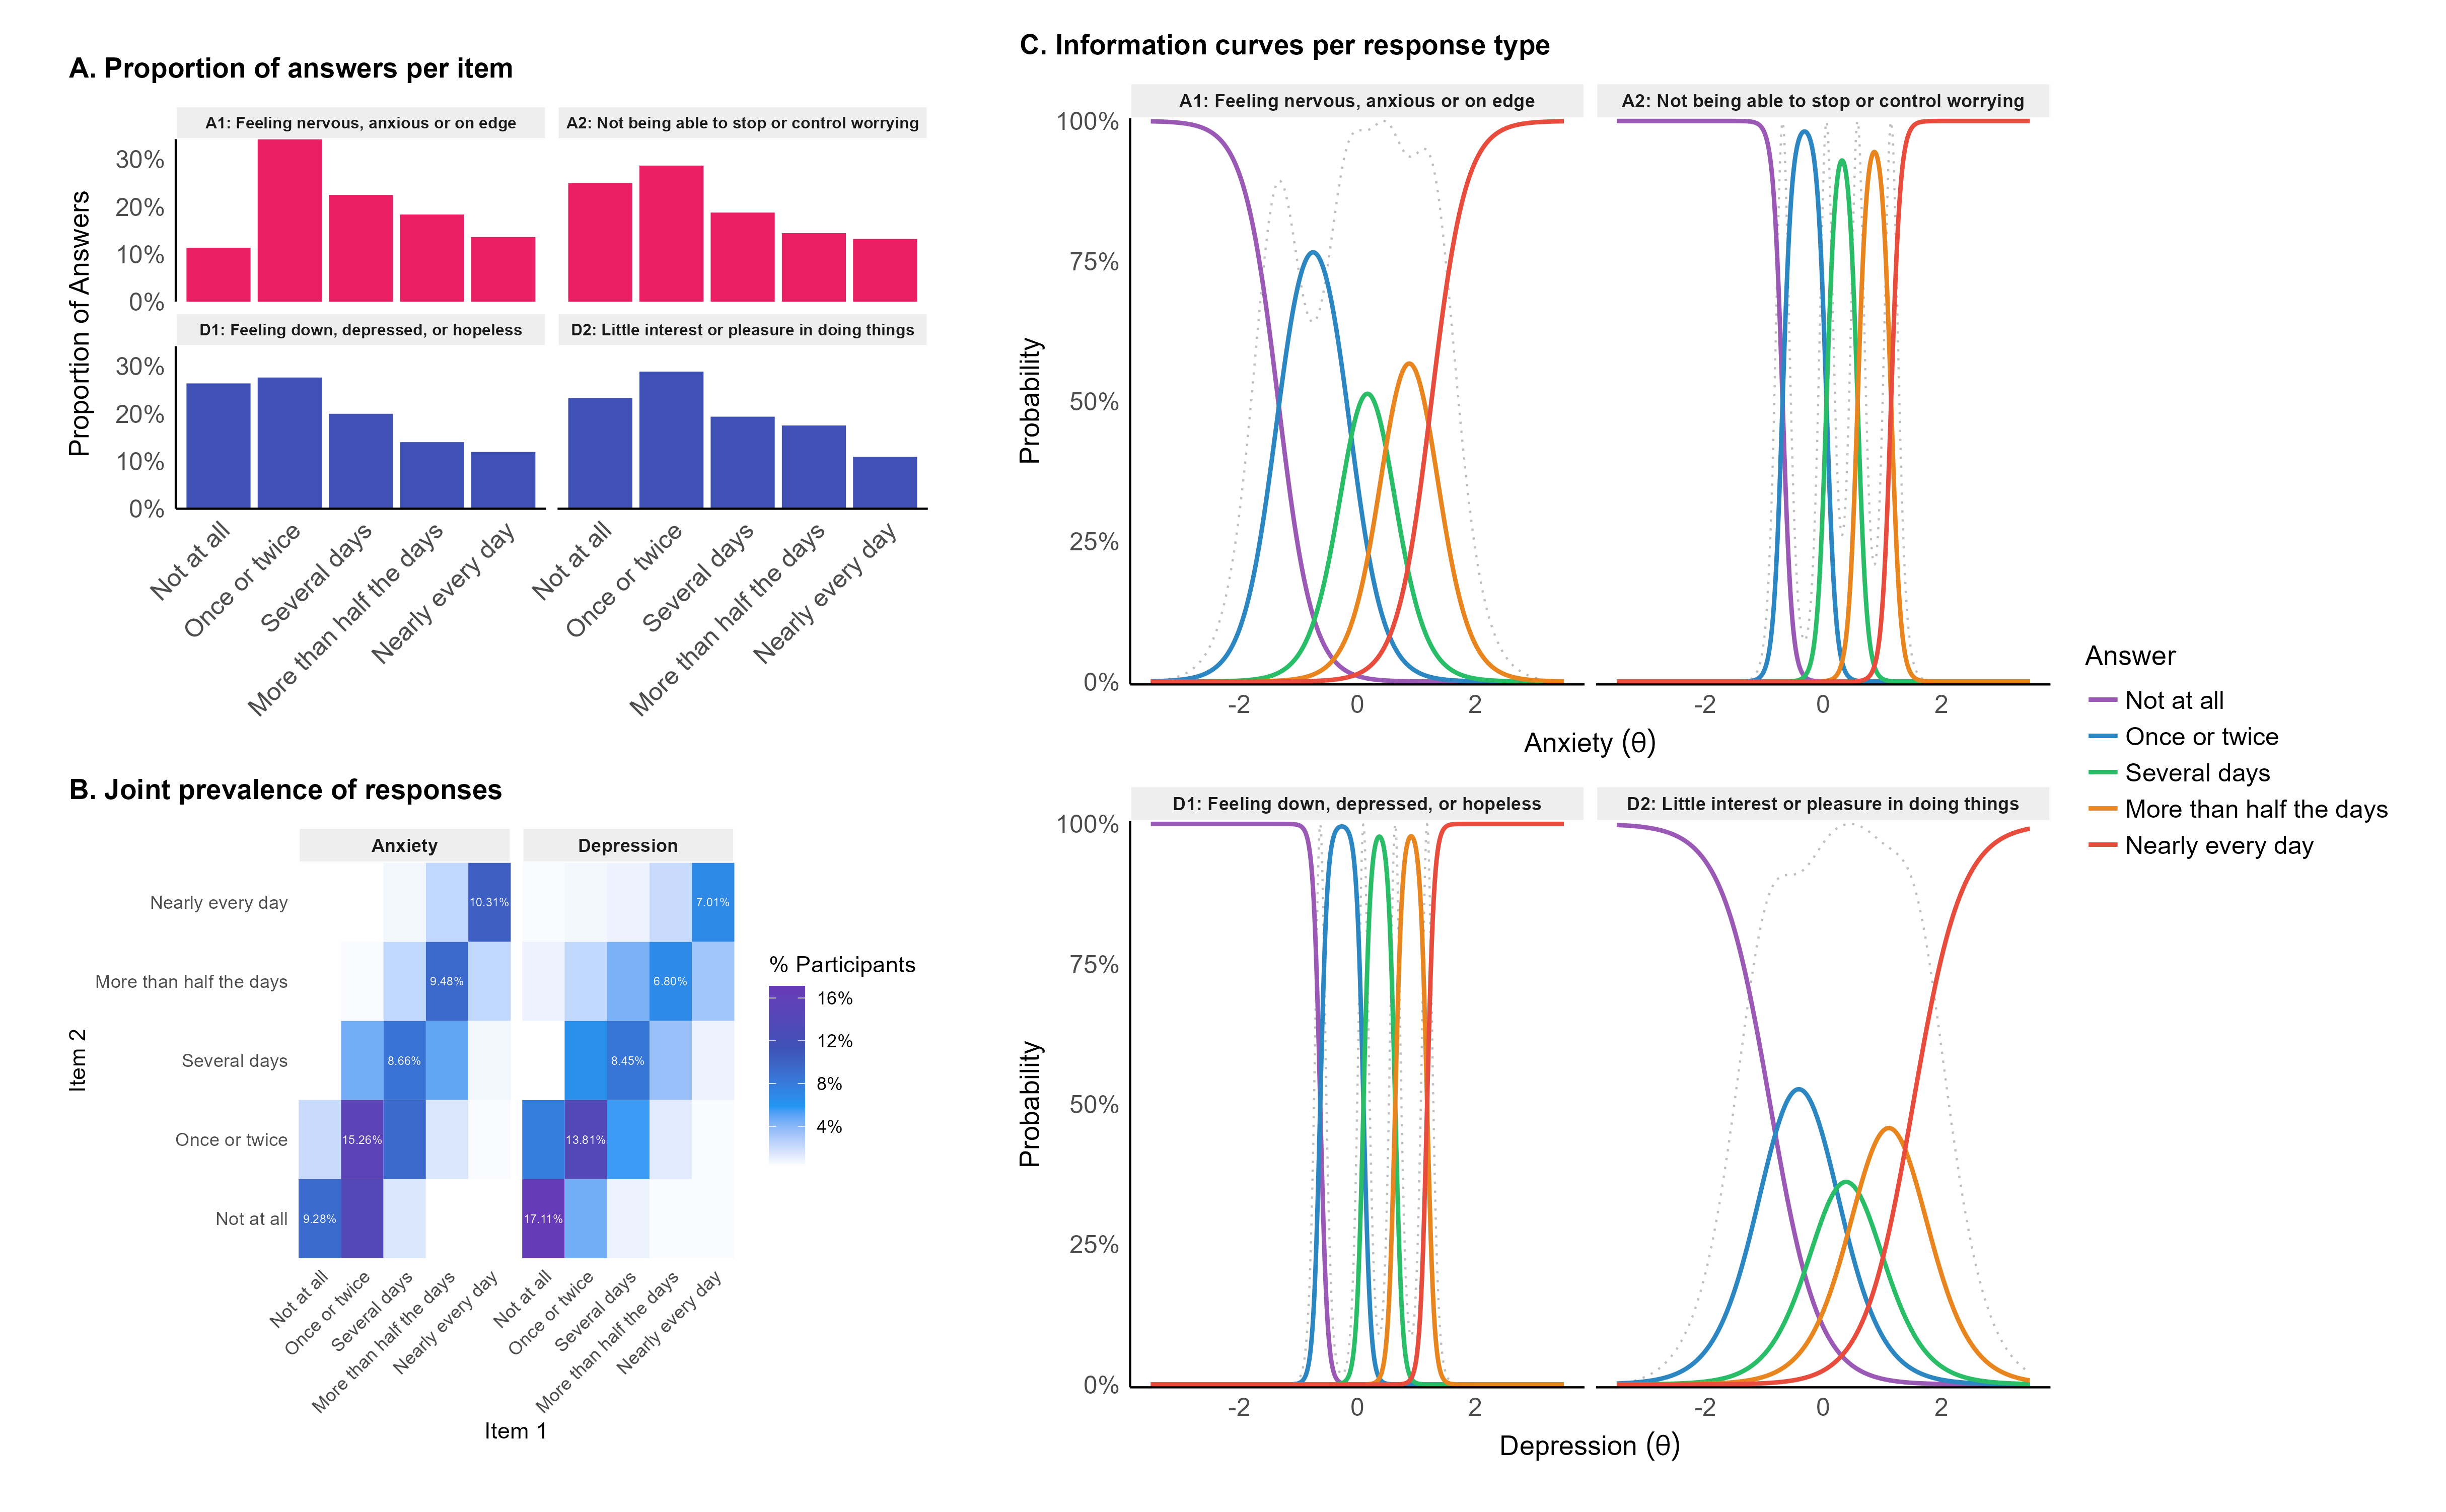 A. Proportion of answers per item
A1: Feeling nervous, anxious or on edge
A2: Not being able to stop or control worrying
30%
20%
10%
0%
D1: Feeling down, depressed, or hopeless
D2: Little interest or pleasure in doing things
30%
20%
10%
0%
Proportion of Answers
Not at all
Once or twice
Several days
More than half the days
Nearly every day
Not at all
Once or twice
Several days
More than half the days
Nearly every day
B. Joint prevalence of responses
Anxiety
Depression
Nearly every day
10.31%
7.01%
More than half the days
9.48%
6.80%
Several days
8.66%
8.45%
Once or twice
15.26%
13.81%
Not at all
9.28%
17.11%
Item 2
Not at all
Once or twice
Several days
More than half the days
Nearly every day
Not at all
Once or twice
Several days
More than half the days
Nearly every day
Item 1
% Participants
16%
12%
8%
4%
C. Information curves per response type
A1: Feeling nervous, anxious or on edge
A2: Not being able to stop or control worrying
100%
75%
50%
25%
0%
Probability
-2
0
2
-2
0
2
Anxiety (θ)
D1: Feeling down, depressed, or hopeless
D2: Little interest or pleasure in doing things
100%
75%
50%
25%
0%
Probability
-2
0
2
-2
0
2
Depression (θ)
Answer
Not at all
Once or twice
Several days
More than half the days
Nearly every day